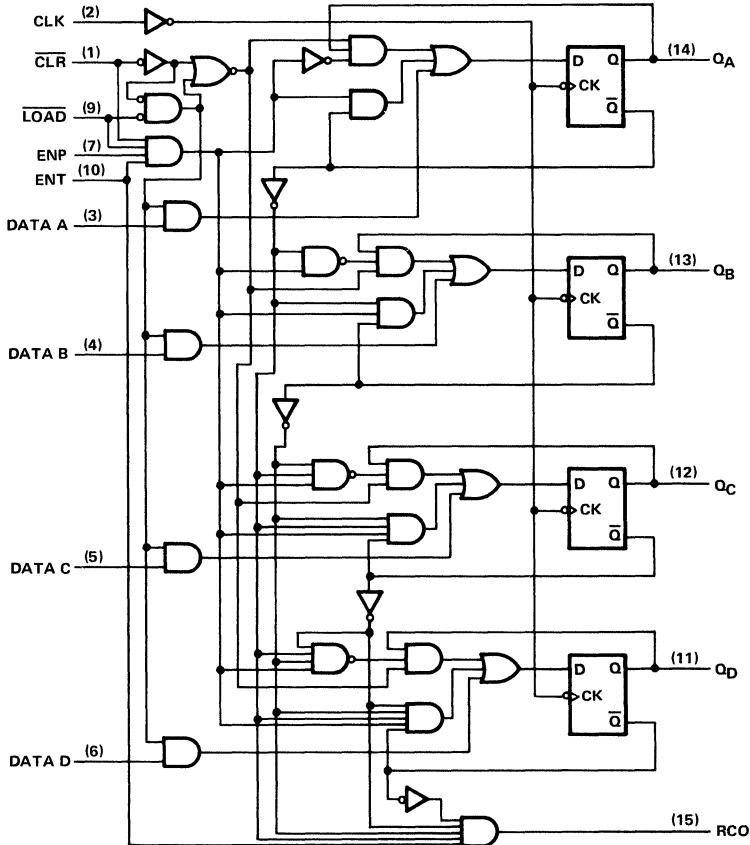 CLK (2)
CLR (1)
LOAD (9)
ENP (7)
ENT (10)
DATA A (3)
D Q
CK
Q
(14) QA
DATA B (4)
D Q
CK
Q
(13) QB
DATA C (5)
D Q
CK
Q
(12) QC
DATA D (6)
D Q
CK
Q
(11) QD
(15) RCO